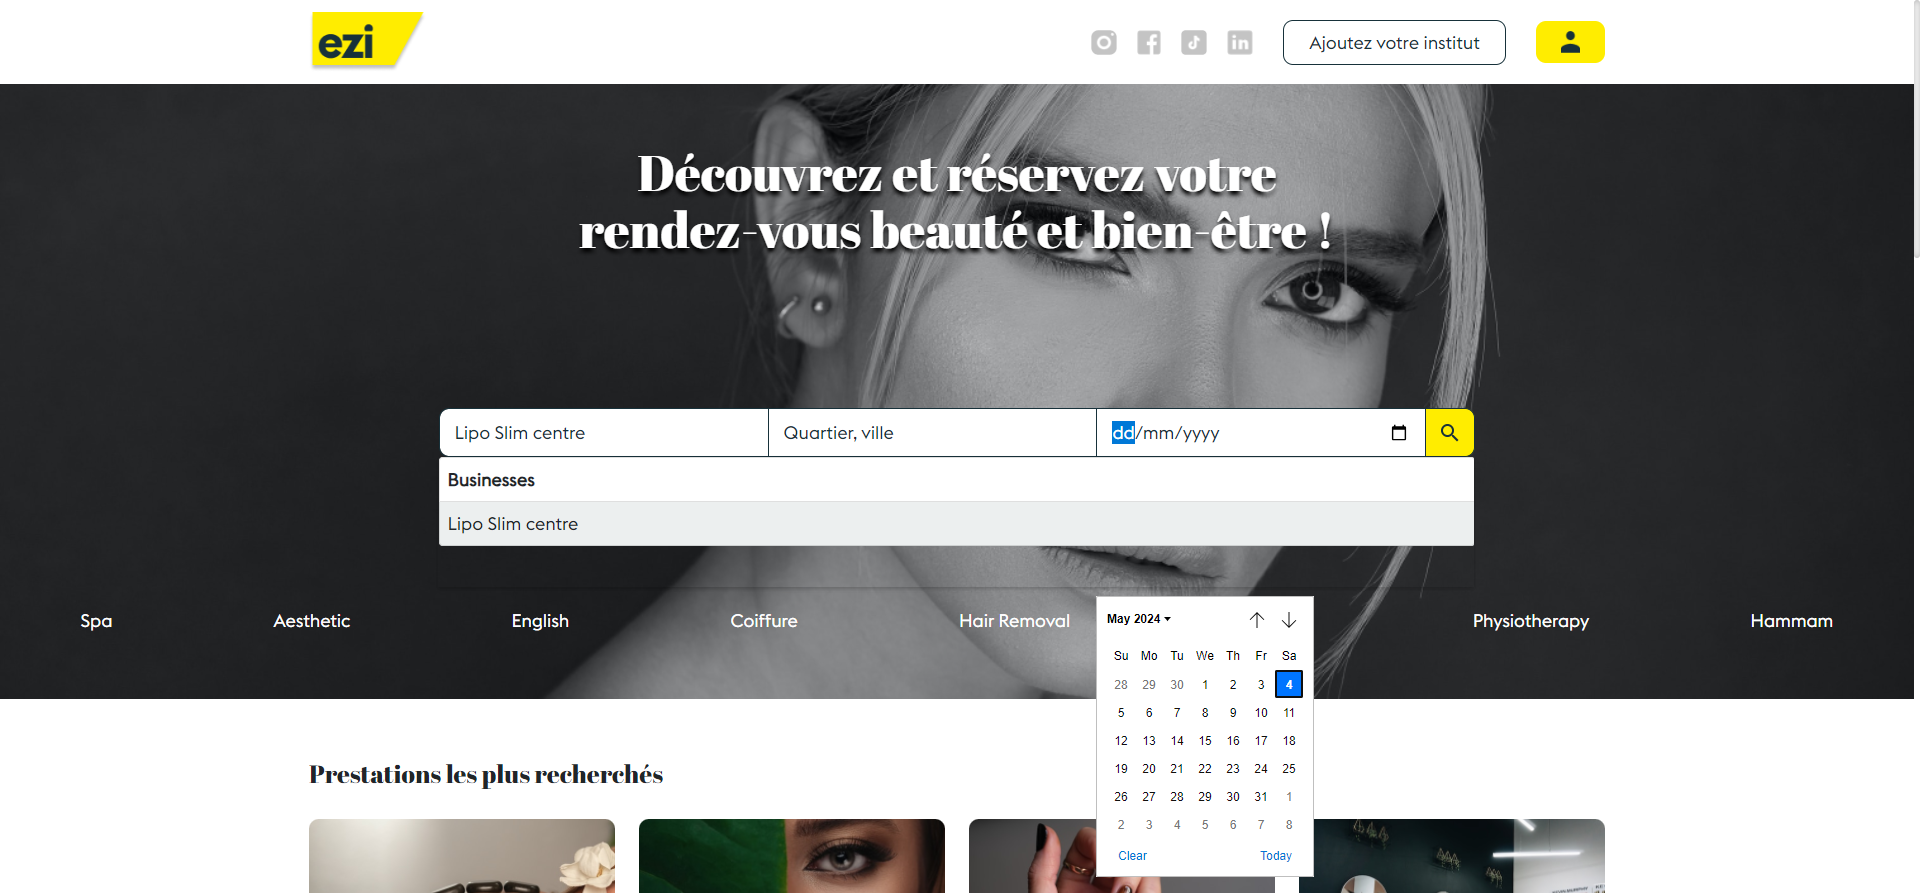 ezi
Ajoutez votre institut
Découvrez et réservez votre
rendez-vous beauté et bien-être !
Lipo Slim centre
Quartier, ville
dd/mm/yyyy
Businesses
Lipo Slim centre
Spa
Aesthetic
English
Coiffure
Hair Removal
Physiotherapy
Hammam
May 2024
Su Mo Tu We Th Fr Sa
28 29 30 1 2 3 4
5 6 7 8 9 10 11
12 13 14 15 16 17 18
19 20 21 22 23 24 25
26 27 28 29 30 31 1
2 3 4 5 6 7 8
Clear Today
Prestations les plus recherchés